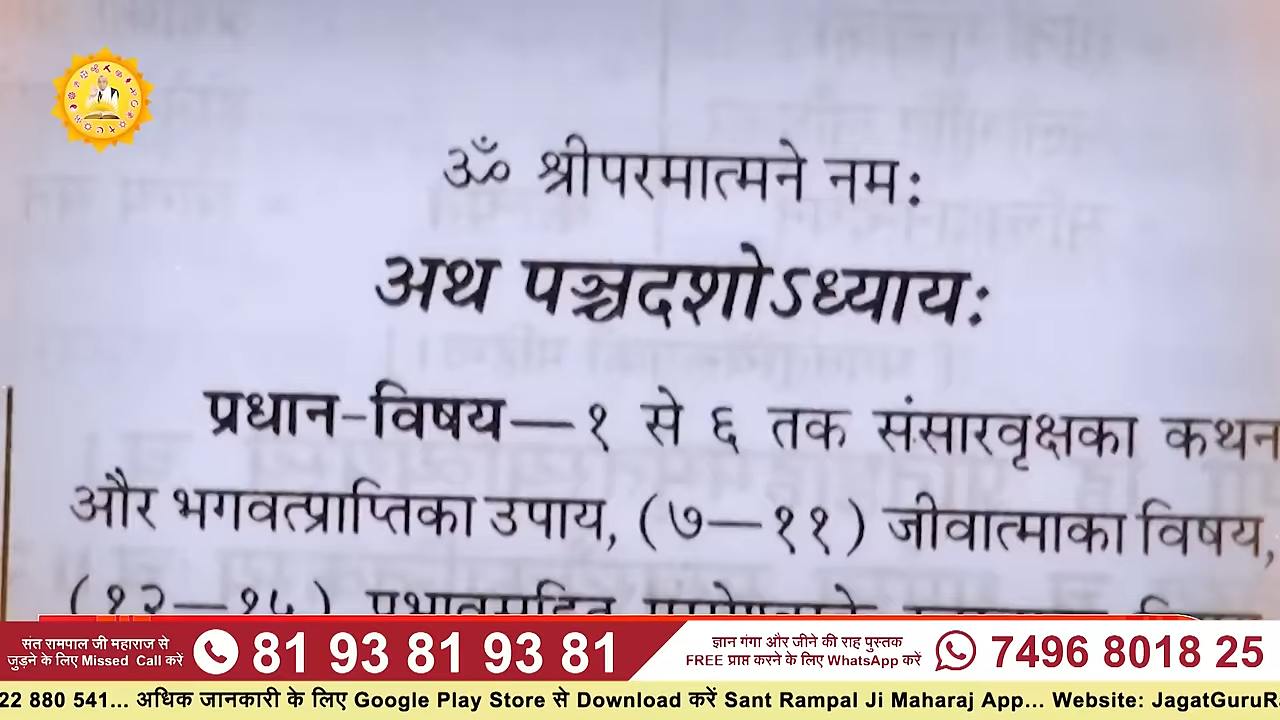 ॐ श्रीपरमात्मने नमः
अथ पञ्चदशोऽध्यायः
प्रधान-विषय—१ से ६ तक संसारवृक्षका कथन
और भगवत्प्राप्तिका उपाय, (७—११) जीवात्माका विषय,
(१२—१५)
संत रामपाल जी महाराज से
जुड़ने के लिए Missed Call करें
81 93 81 93 81
ज्ञान गंगा और जीने की राह पुस्तक
FREE प्राप्त करने के लिए WhatsApp करें
7496 8018 25
22 880 541... अधिक जानकारी के लिए Google Play Store से Download करें Sant Rampal Ji Maharaj App... Website: JagatGuruR